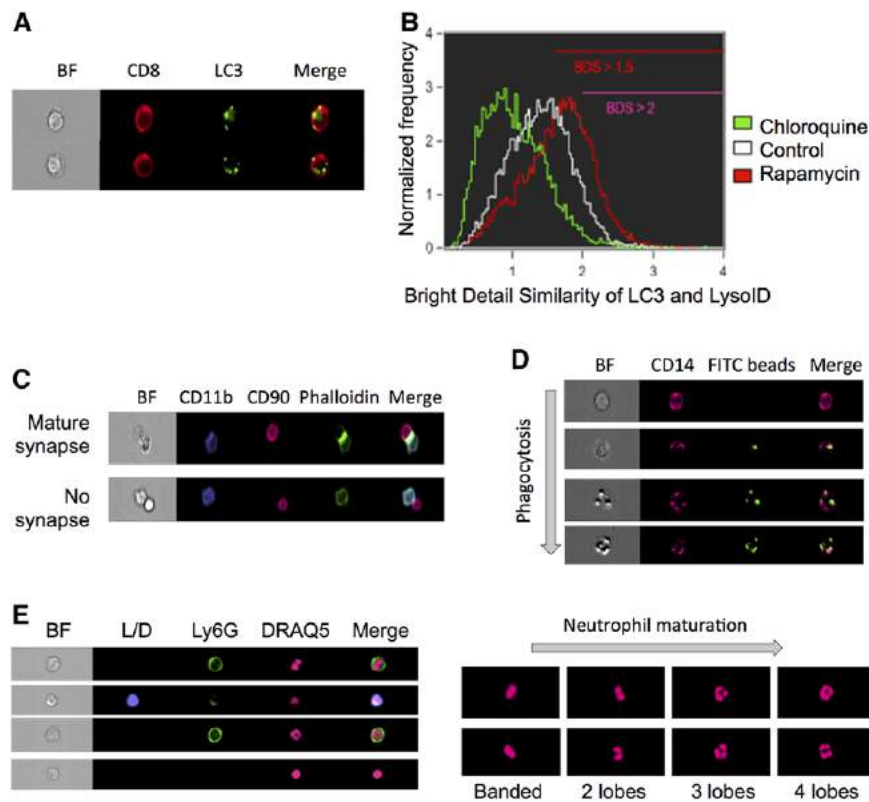 A
BF CD8 LC3 Merge
B
Normalized frequency
4
3
2
1
0
BDS > 1.5
BDS > 2
1 2 3 4
Bright Detail Similarity of LC3 and LysoID
Chloroquine
Control
Rapamycin
C
BF CD11b CD90 Phalloidin Merge
Mature
synapse
No
synapse
D
BF CD14 FITC beads Merge
Phagocytosis
E
BF L/D Ly6G DRAQ5 Merge
Neutrophil maturation
Banded 2 lobes 3 lobes 4 lobes